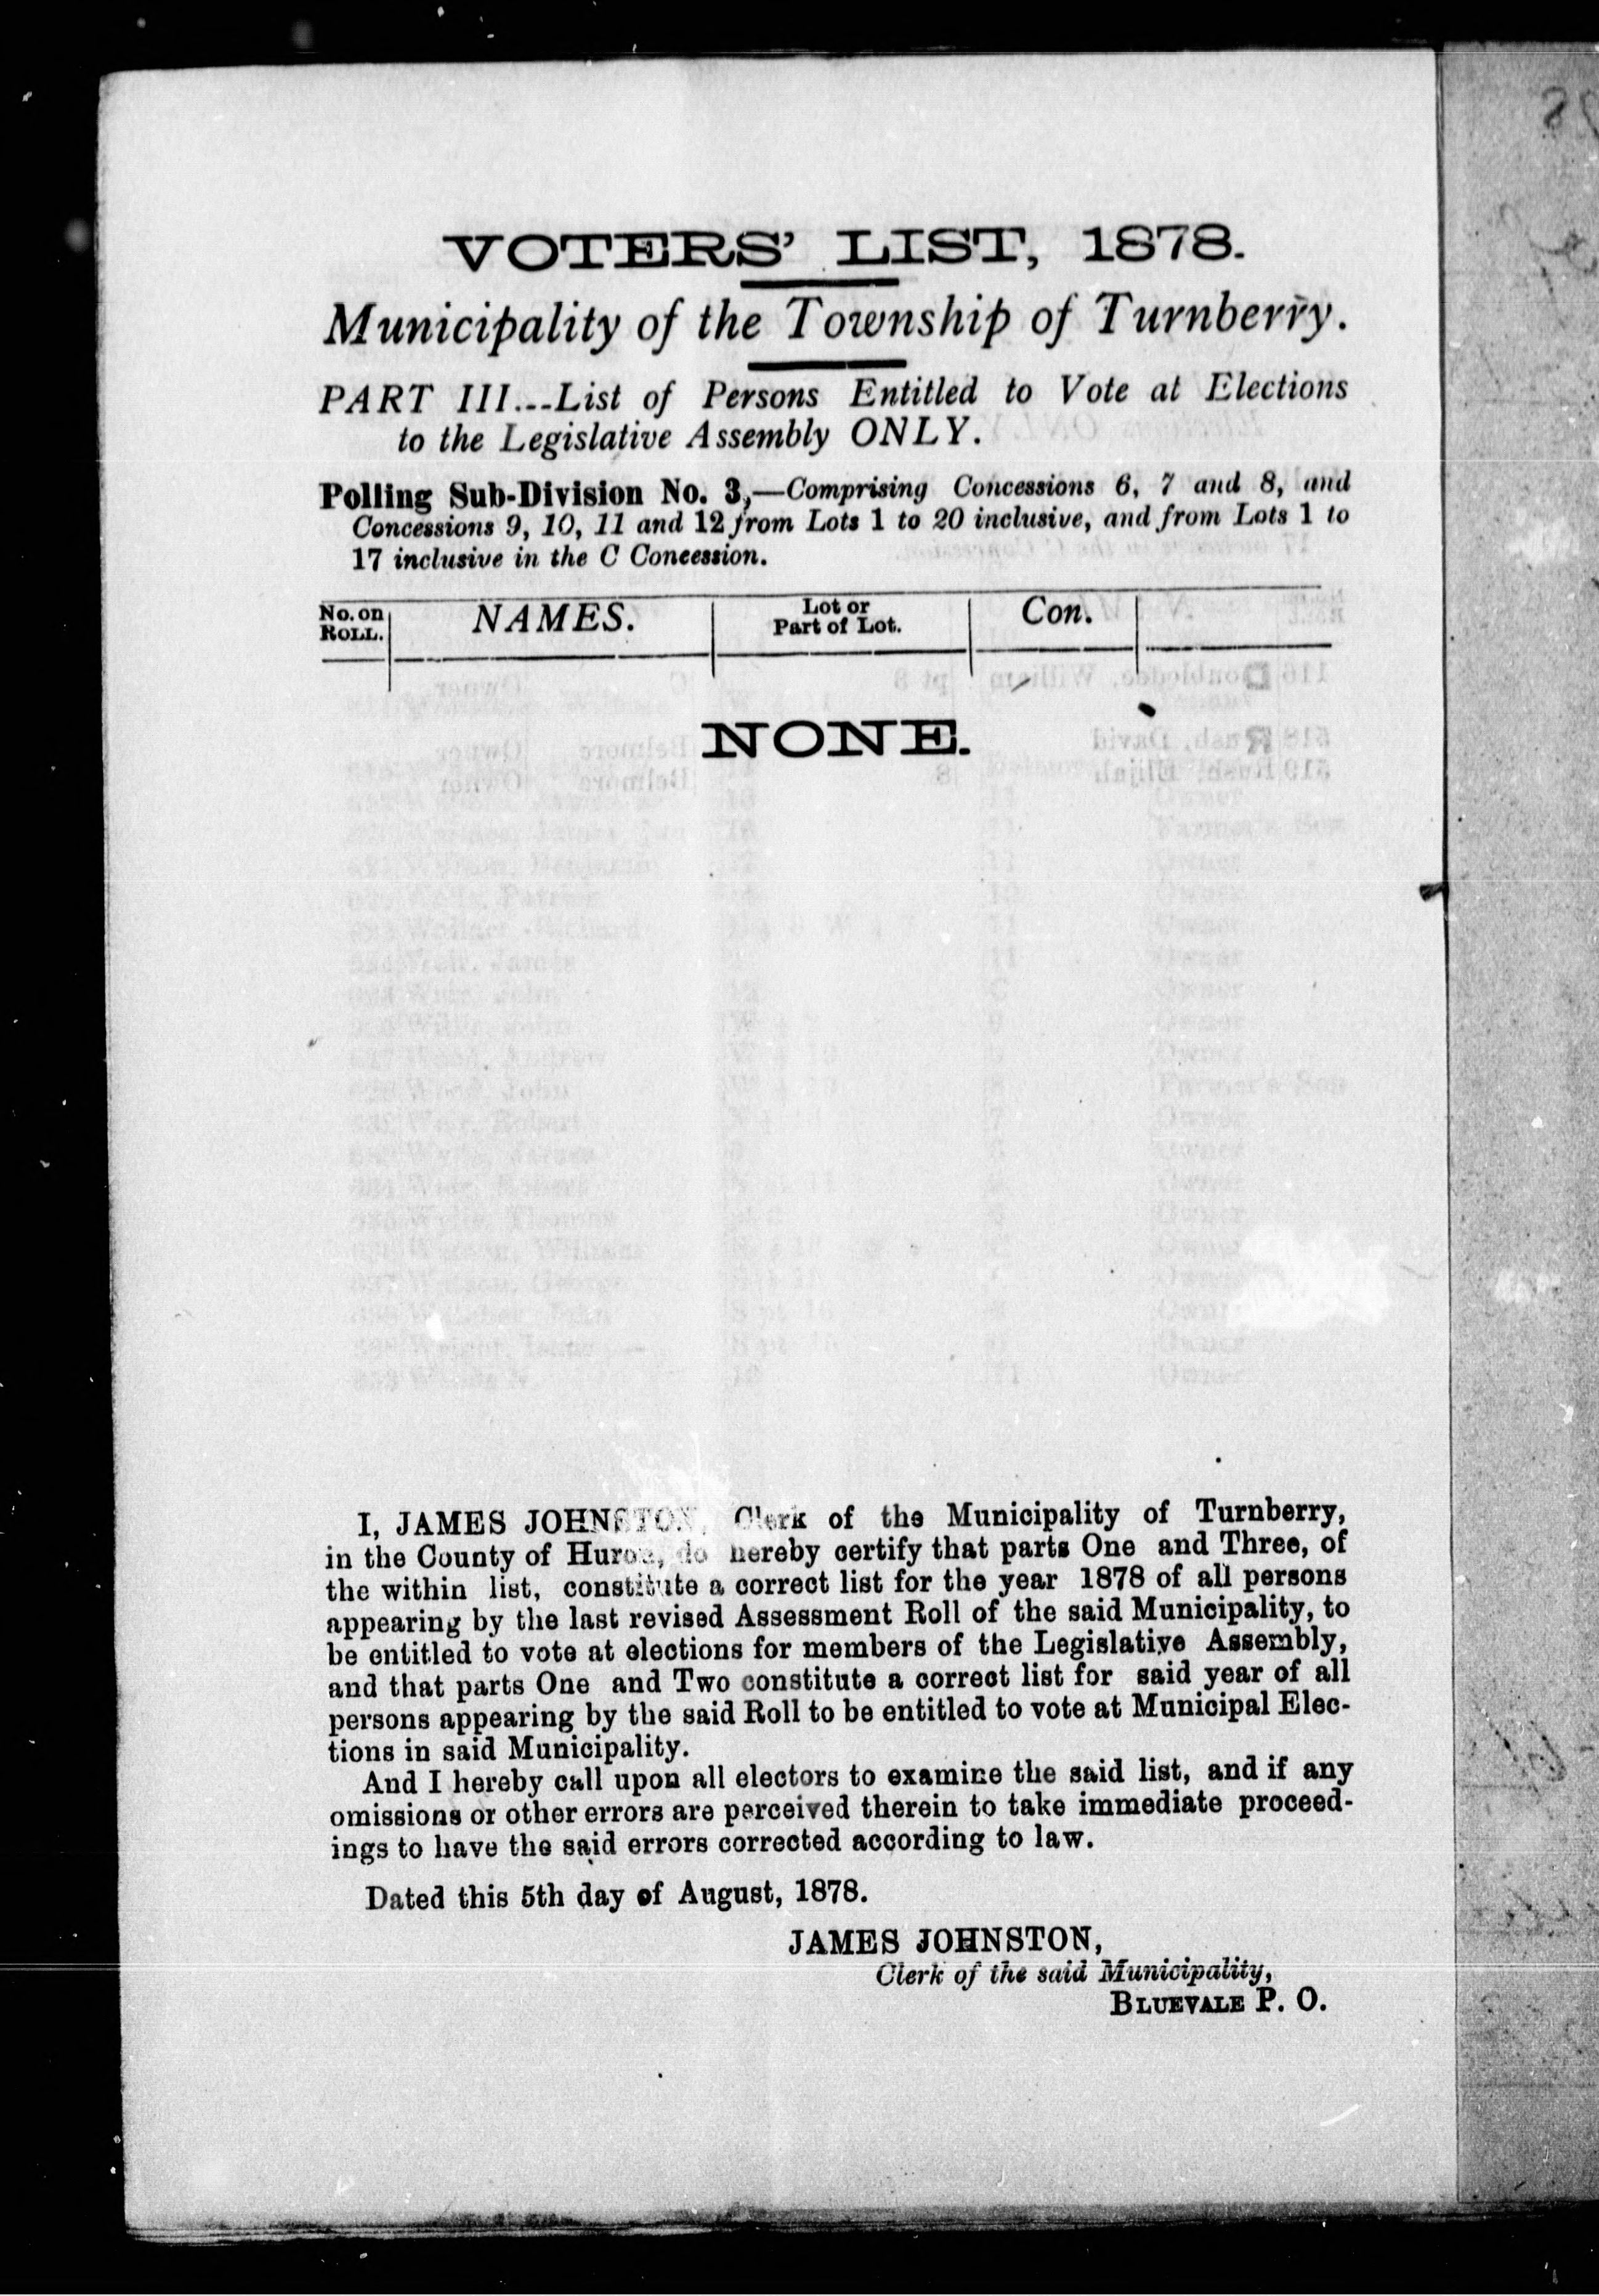 VOTERS' LIST, 1878.
Municipality of the Township of Turnberry.
PART III...List of Persons Entitled to Vote at Elections
to the Legislative Assembly ONLY.
Polling Sub-Division No. 3,—Comprising Concessions 6, 7 and 8, and
Concessions 9, 10, 11 and 12 from Lots 1 to 20 inclusive, and from Lots 1 to
17 inclusive in the C Concession.
No. on ROLL. NAMES. Lot or Part of Lot. Con.
NONE.
I, JAMES JOHNSTON, Clerk of the Municipality of Turnberry,
in the County of Huron, do hereby certify that parts One and Three, of
the within list, constitute a correct list for the year 1878 of all persons
appearing by the last revised Assessment Roll of the said Municipality, to
be entitled to vote at elections for members of the Legislative Assembly,
and that parts One and Two constitute a correct list for said year of all
persons appearing by the said Roll to be entitled to vote at Municipal Elec-
tions in said Municipality.
And I hereby call upon all electors to examine the said list, and if any
omissions or other errors are perceived therein to take immediate proceed-
ings to have the said errors corrected according to law.
Dated this 5th day of August, 1878.
JAMES JOHNSTON,
Clerk of the said Municipality,
BLUEVALE P. O.